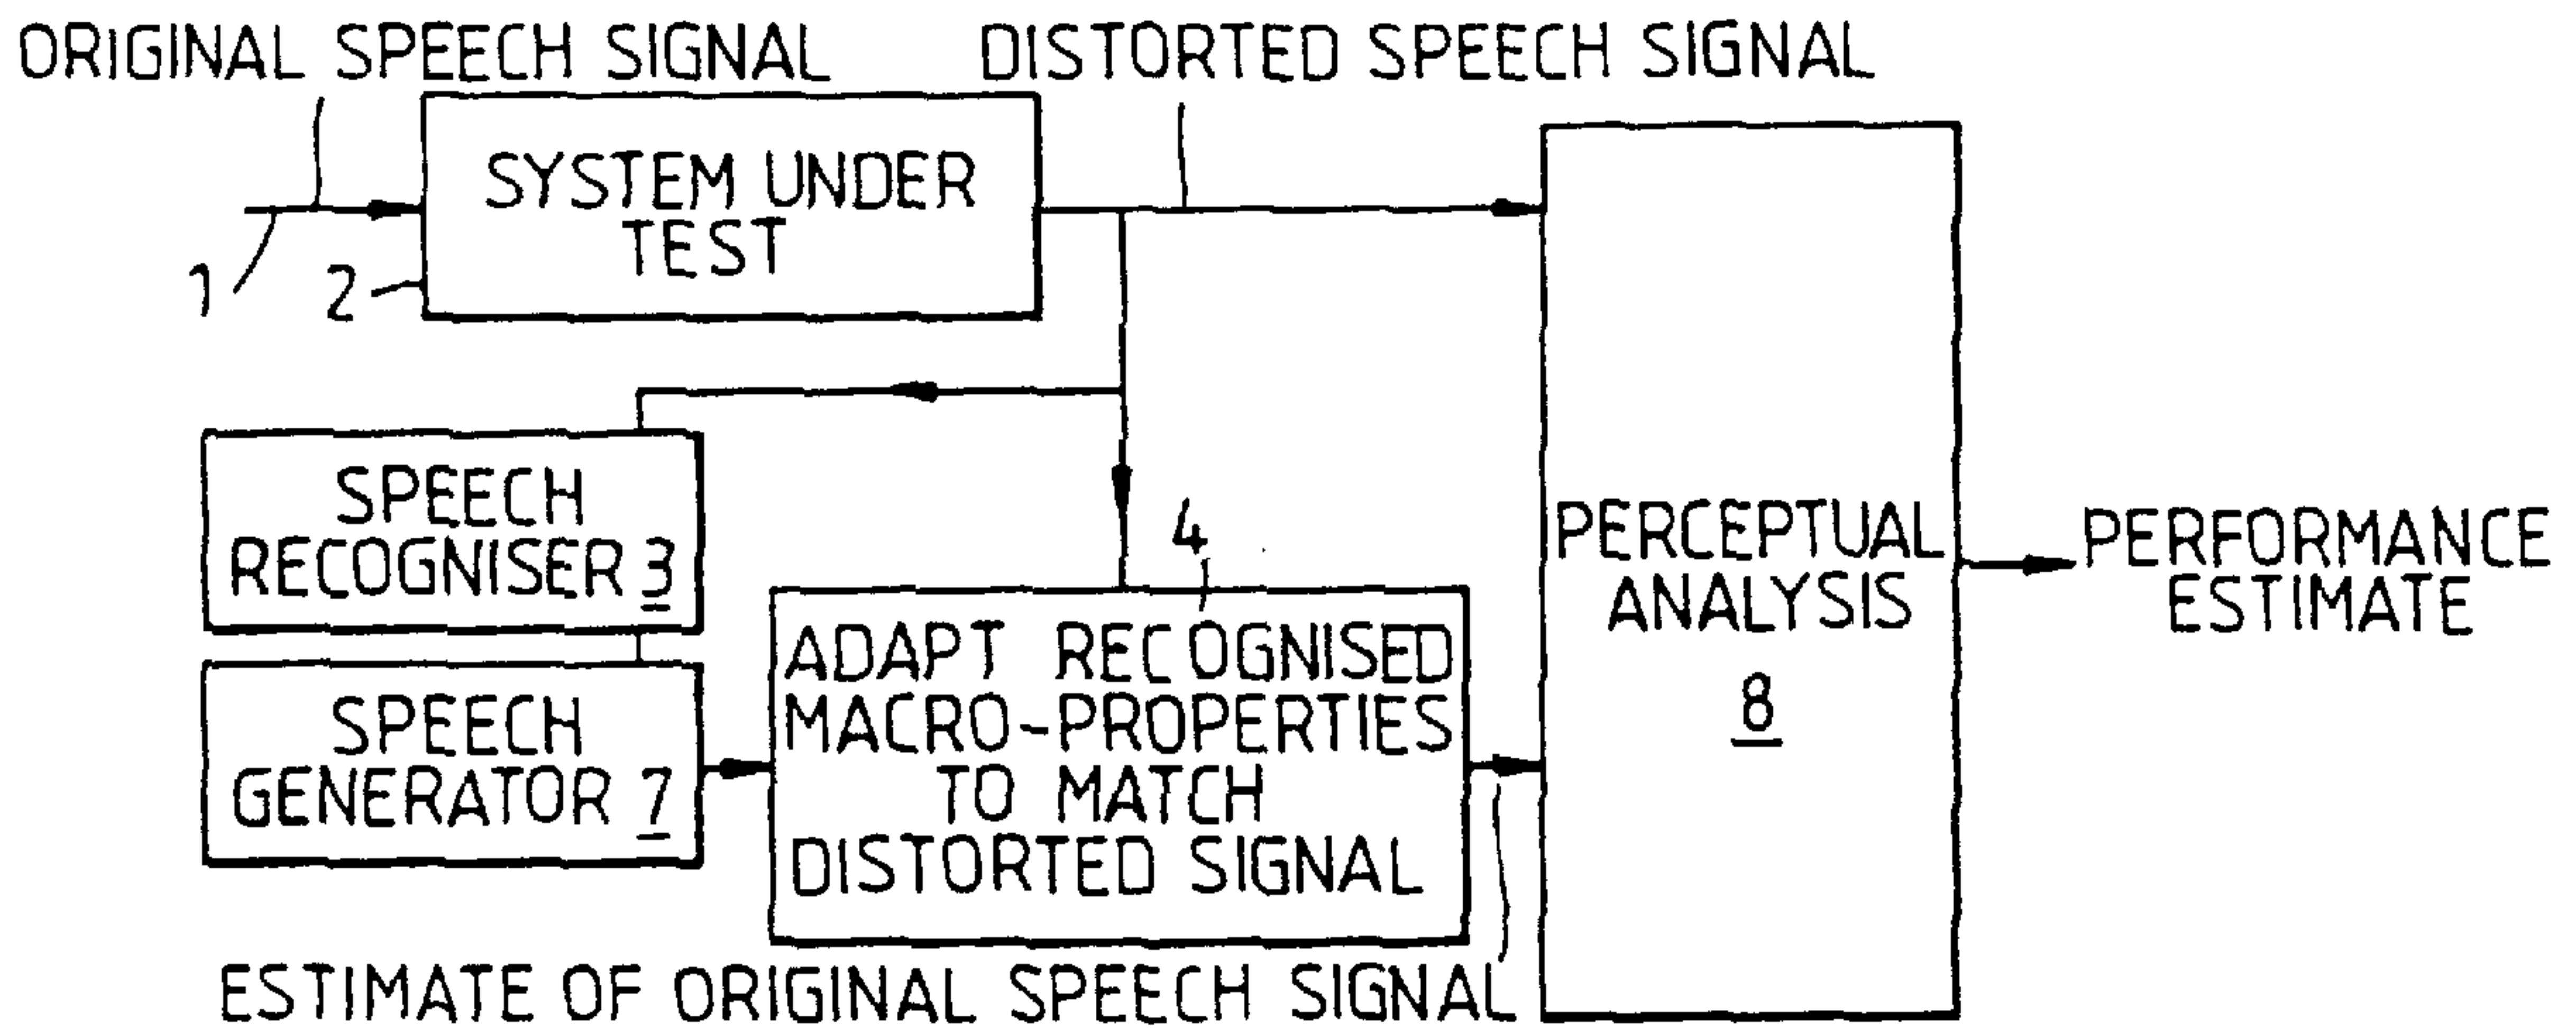 ORIGINAL SPEECH SIGNAL
DISTORTED SPEECH SIGNAL
SYSTEM UNDER
TEST
1
2
SPEECH
RECOGNISER 3
4
SPEECH
GENERATOR 7
ADAPT RECOGNISED
MACRO-PROPERTIES
TO MATCH
DISTORTED SIGNAL
PERCEPTUAL
ANALYSIS
8
PERFORMANCE
ESTIMATE
ESTIMATE OF ORIGINAL SPEECH SIGNAL